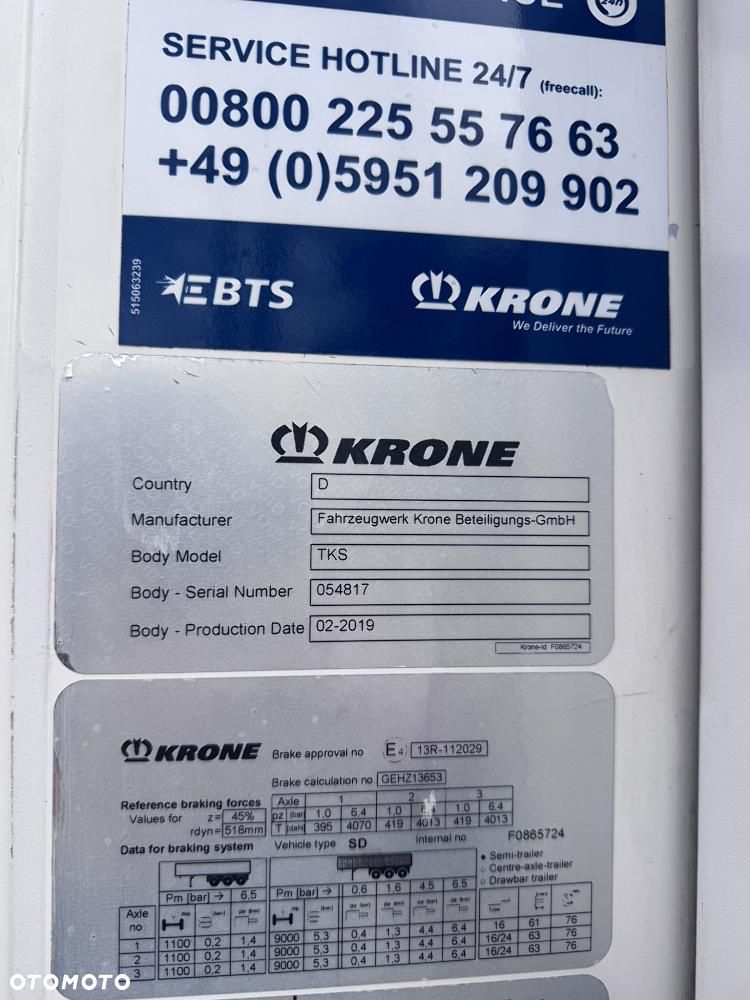 24h
SERVICE HOTLINE 24/7 (freecall):
00800 225 55 76 63
+49 (0)5951 209 902
515063239
EBTS
KRONE
We Deliver the Future
KRONE
Country D
Manufacturer Fahrzeugwerk Krone Beteiligungs-GmbH
Body Model TKS
Body - Serial Number 054817
Body - Production Date 02-2019
Krone-Id F0865724
KRONE
Brake approval no E4 13R-112029
Brake calculation no. GEHZ13653
Reference braking forces
Values for z= 45%
rdyn= 518mm
Axle 1 2 3
pz [bar] 1,0 6,4 1,0 6,4 1,0 6,4
T [daN] 395 4070 419 4013 419 4013
Data for braking system
Vehicle type SD
Internal no F0865724
Semi-trailer
Centre-axle-trailer
Drawbar trailer
Pm [bar] → 6,5
Pm [bar] → 0,6 1,6 4,5 6,5
Axle no
1 1100 0,2 1,4 9000 5,3 0,4 1,3 4,4 6,4 16 61 76
2 1100 0,2 1,4 9000 5,3 0,4 1,3 4,4 6,4 16/24 63 76
3 1100 0,2 1,4 9000 5,3 0,4 1,3 4,4 6,4 16/24 63 76
OTOMOTO